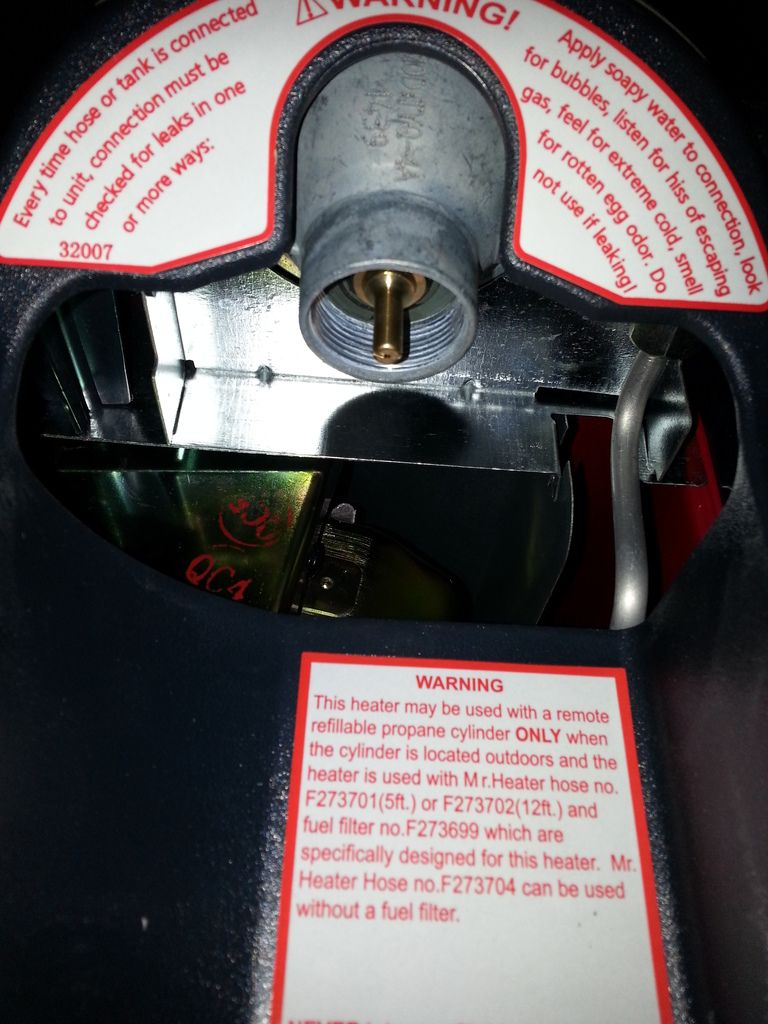 WARNING!
Every time hose or tank is connected
to unit, connection must be
checked for leaks in one
or more ways:
32007
Apply soapy water to connection, look
for bubbles, listen for hiss of escaping
gas, feel for extreme cold, smell
for rotten egg odor. Do
not use if leaking!
QC4
WARNING
This heater may be used with a remote
refillable propane cylinder ONLY when
the cylinder is located outdoors and the
heater is used with Mr.Heater hose no.
F273701(5ft.) or F273702(12ft.) and
fuel filter no.F273699 which are
specifically designed for this heater. Mr.
Heater Hose no.F273704 can be used
without a fuel filter.
NEVER